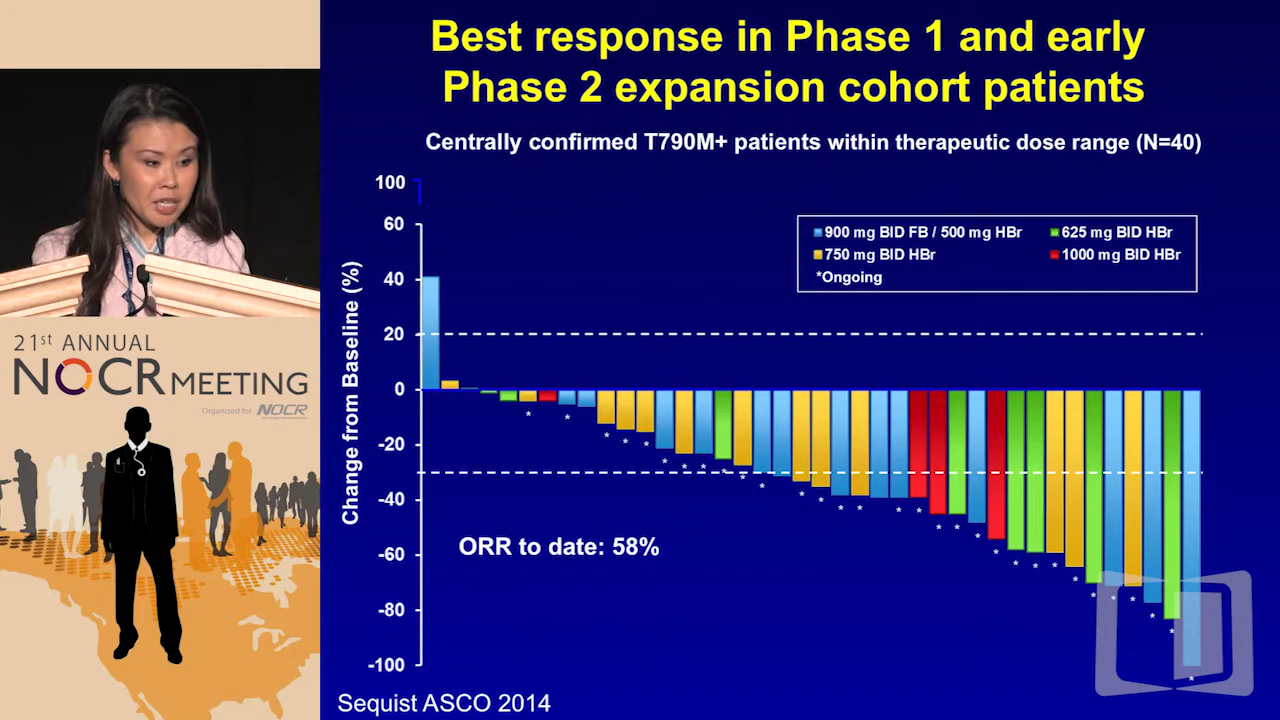 Best response in Phase 1 and early
Phase 2 expansion cohort patients
Centrally confirmed T790M+ patients within therapeutic dose range (N=40)
100
60
40
20
0
-20
-40
-60
-80
-100
Change from Baseline (%)
900 mg BID FB / 500 mg HBr
625 mg BID HBr
750 mg BID HBr
1000 mg BID HBr
*Ongoing
ORR to date: 58%
Sequist ASCO 2014
21st ANNUAL
NOCR MEETING
Organized for NOCR